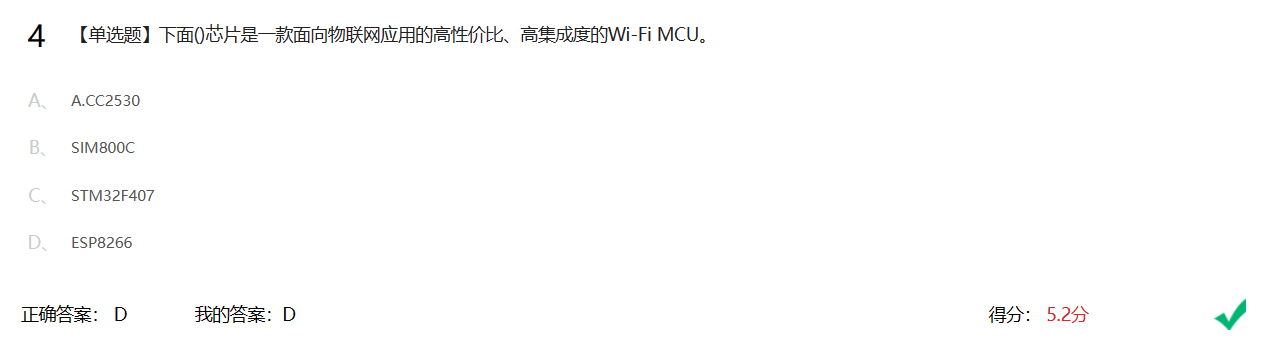 4 【单选题】下面()芯片是一款面向物联网应用的高性价比、高集成度的Wi-Fi MCU。
A、 A.CC2530
B、 SIM800C
C、 STM32F407
D、 ESP8266
正确答案： D 我的答案：D 得分： 5.2分